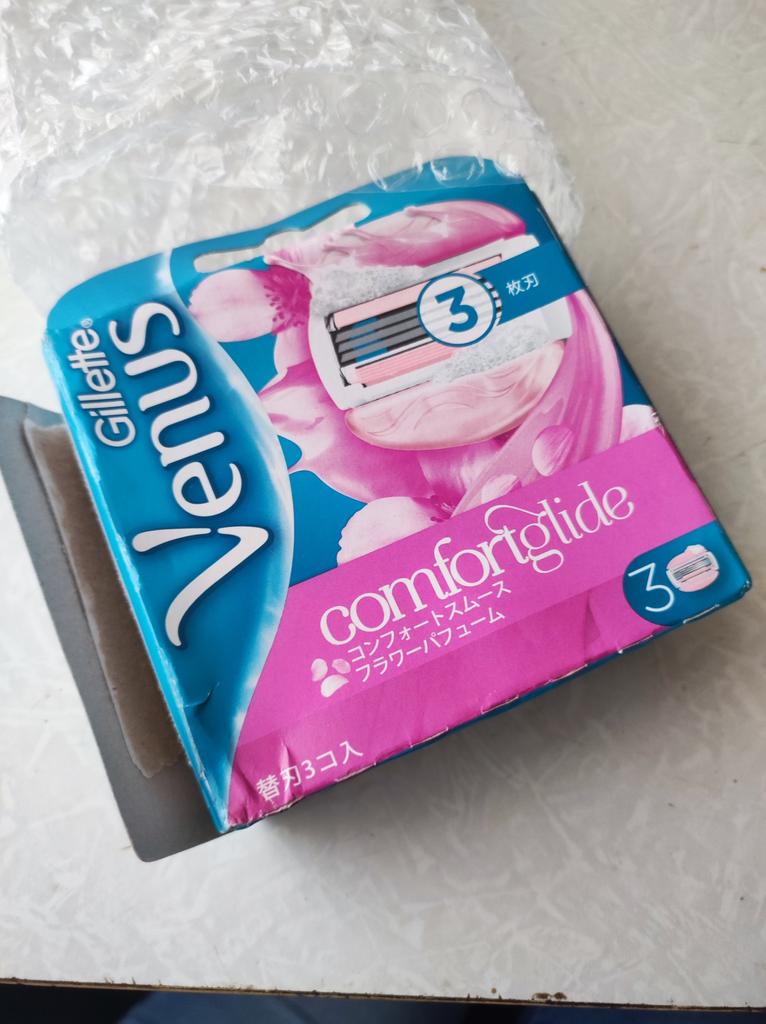 Gillette®
Venus
3枚刃
comfortglide
コンフォートスムース
フラワーパフューム
3
替刃3コ入